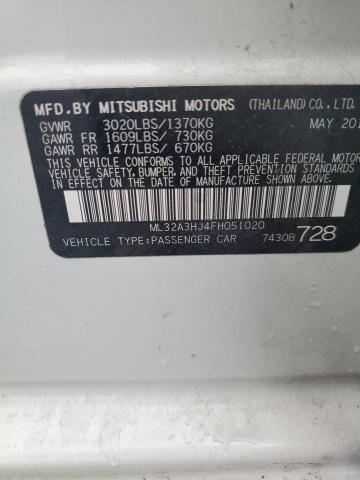 MFD.BY MITSUBISHI MOTORS (THAILAND) CO., LTD.
GVWR 3020LBS/1370KG MAY 201
GAWR FR 1609LBS/ 730KG
GAWR RR 1477LBS/ 670KG
THIS VEHICLE CONFORMS TO ALL APPLICABLE FEDERAL MOTOR
VEHICLE SAFETY, BUMPER, AND THEFT PREVENTION
IN EFFECT ON THE DATE OF MANUFACTURE SHOWN
ML32A3HJ4FH051020
VEHICLE TYPE:PASSENGER CAR 7430B 728